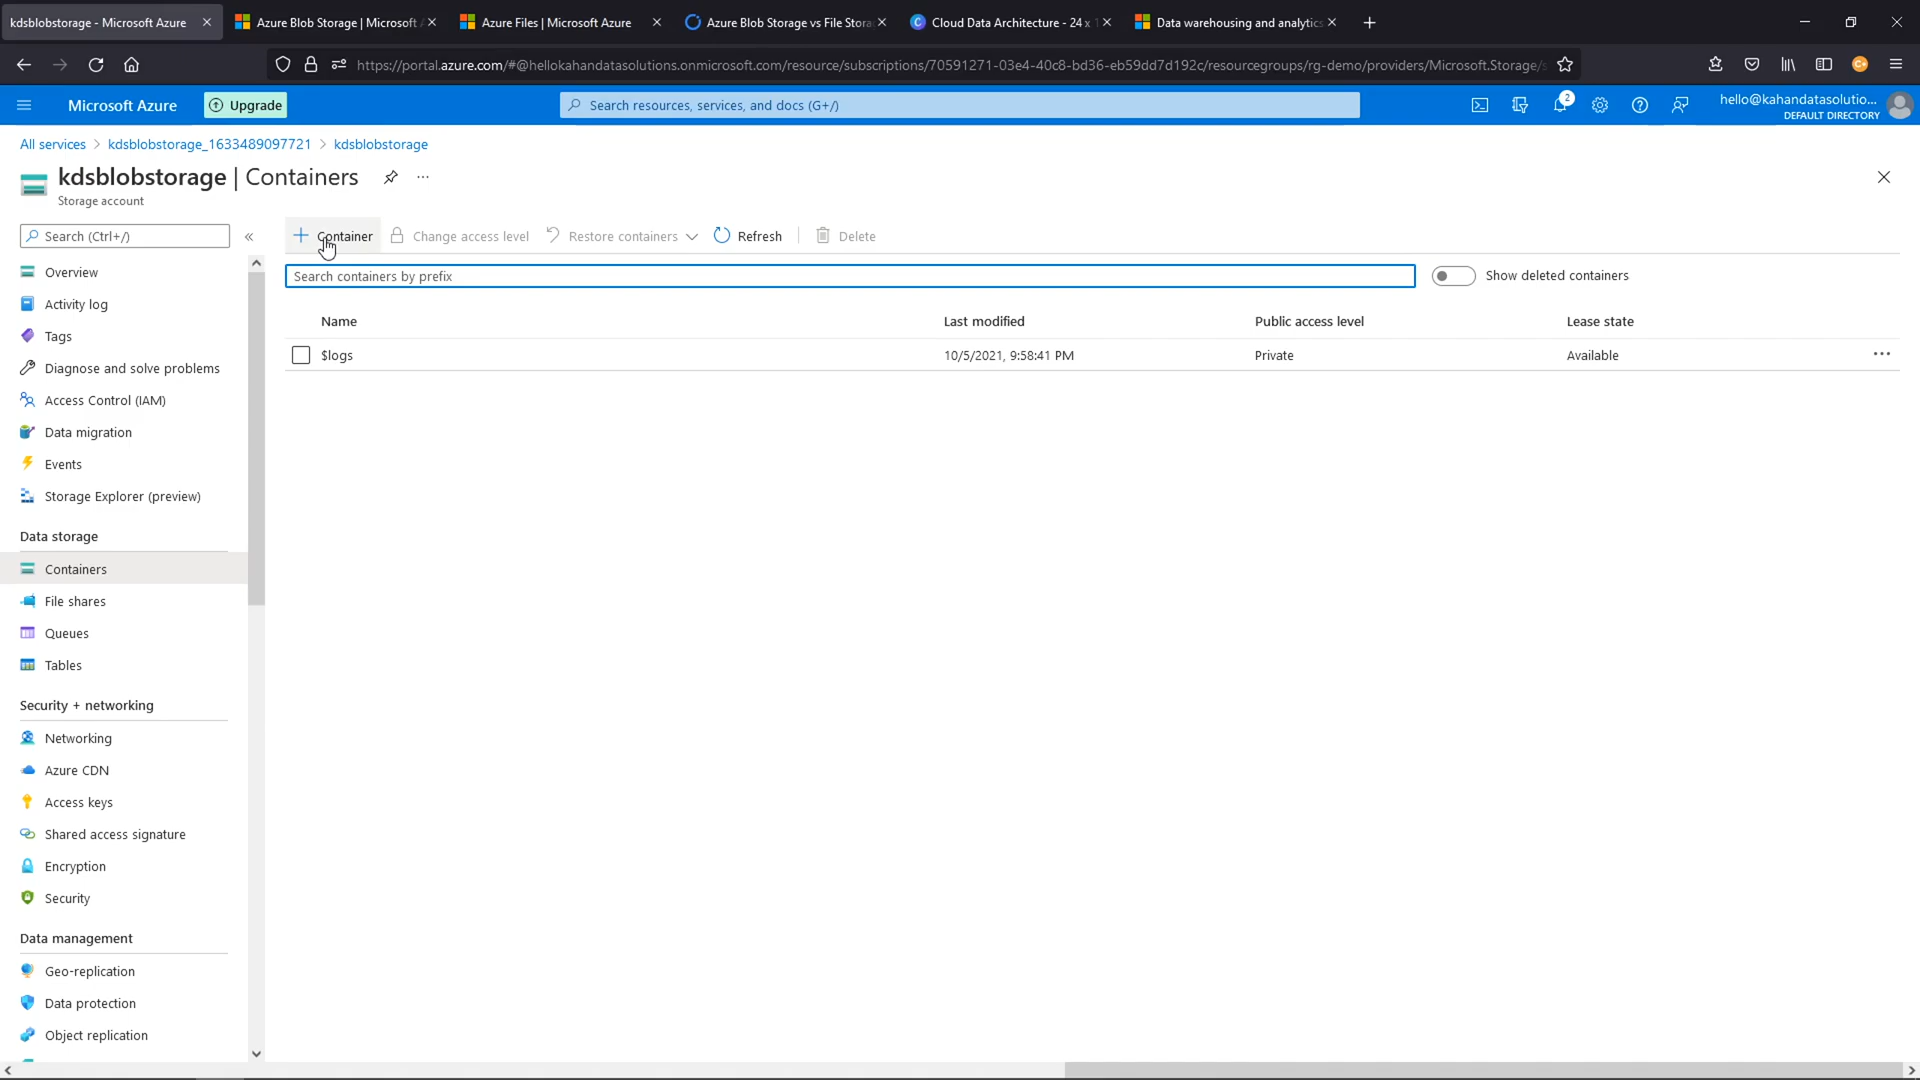 kdsblobstorage - Microsoft Azure
Azure Blob Storage | Microsoft A
Azure Files | Microsoft Azure
Azure Blob Storage vs File Stora
Cloud Data Architecture - 24 x 1
Data warehousing and analytics
https://portal.azure.com/#@hellokahandatasolutions.onmicrosoft.com/resource/subscriptions/70591271-03e4-40c8-bd36-eb59dd7d192c/resourcegroups/rg-demo/providers/Microsoft.Storage/s
Microsoft Azure
Upgrade
Search resources, services, and docs (G+/)
2
hello@kahandatasolutio...
DEFAULT DIRECTORY
All services > kdsblobstorage_1633489097721 > kdsblobstorage
kdsblobstorage | Containers
...
Storage account
Search (Ctrl+/)
«
+ Container
Change access level
Restore containers
Refresh
Delete
Search containers by prefix
Show deleted containers
Name Last modified Public access level Lease state
$logs 10/5/2021, 9:58:41 PM Private Available ...
Overview
Activity log
Tags
Diagnose and solve problems
Access Control (IAM)
Data migration
Events
Storage Explorer (preview)
Data storage
Containers
File shares
Queues
Tables
Security + networking
Networking
Azure CDN
Access keys
Shared access signature
Encryption
Security
Data management
Geo-replication
Data protection
Object replication